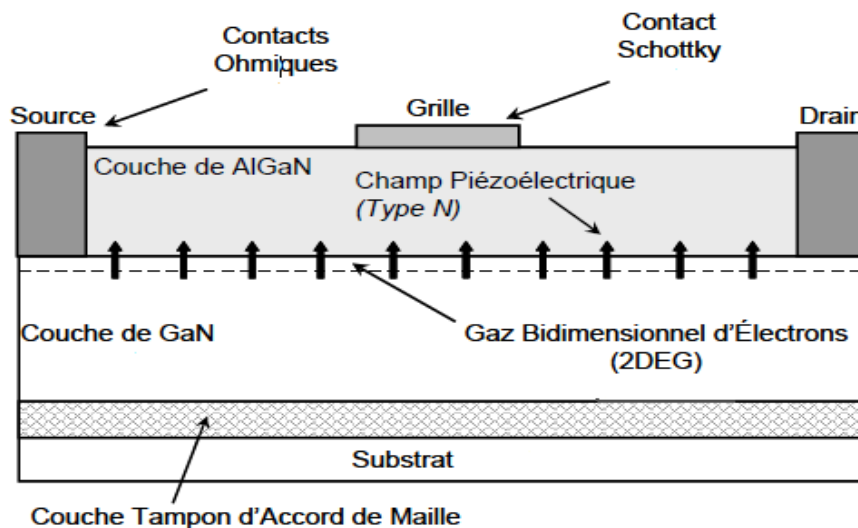 Contacts
Ohmiques
Contact
Schottky
Source
Grille
Drain
Couche de AlGaN
Champ Piézoélectrique
(Type N)
Couche de GaN
Gaz Bidimensionnel d'Électrons
(2DEG)
Substrat
Couche Tampon d'Accord de Maille